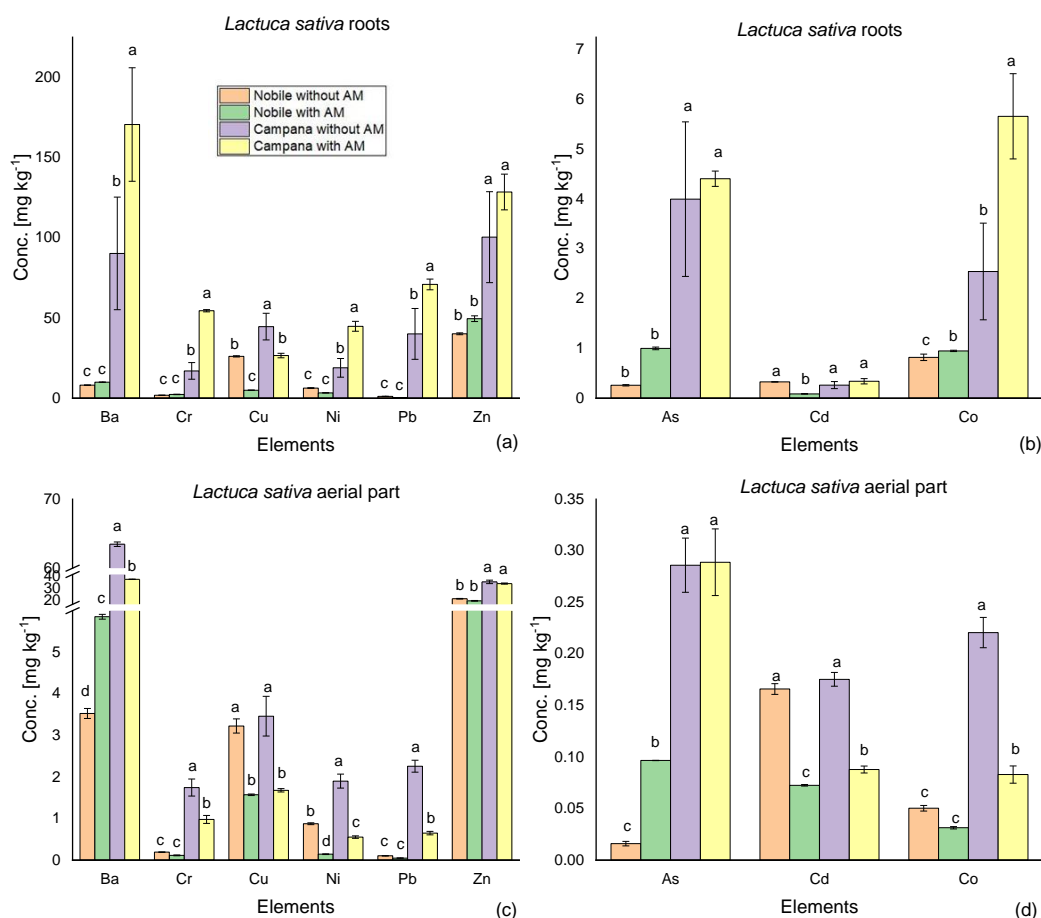 Lactuca sativa roots
200
150
100
50
0
Conc. [mg kg⁻¹]
Nobile without AM
Nobile with AM
Campana without AM
Campana with AM
c c b a
c c b a
b c a b
c c b a
c c b a
b b a a
Ba Cr Cu Ni Pb Zn
Elements
(a)
Lactuca sativa roots
7
6
5
4
3
2
1
0
Conc. [mg kg⁻¹]
b b a a
a b a a
c b b a
As Cd Co
Elements
(b)
Lactuca sativa aerial part
70
60
40
30
20
5
4
3
2
1
0
Conc. [mg kg⁻¹]
d c a b
c c a b
a b a b
b d a c
c c a b
b b a a
Ba Cr Cu Ni Pb Zn
Elements
(c)
Lactuca sativa aerial part
0.35
0.30
0.25
0.20
0.15
0.10
0.05
0.00
Conc. [mg kg⁻¹]
c b a a
a c a b
c c a b
As Cd Co
Elements
(d)